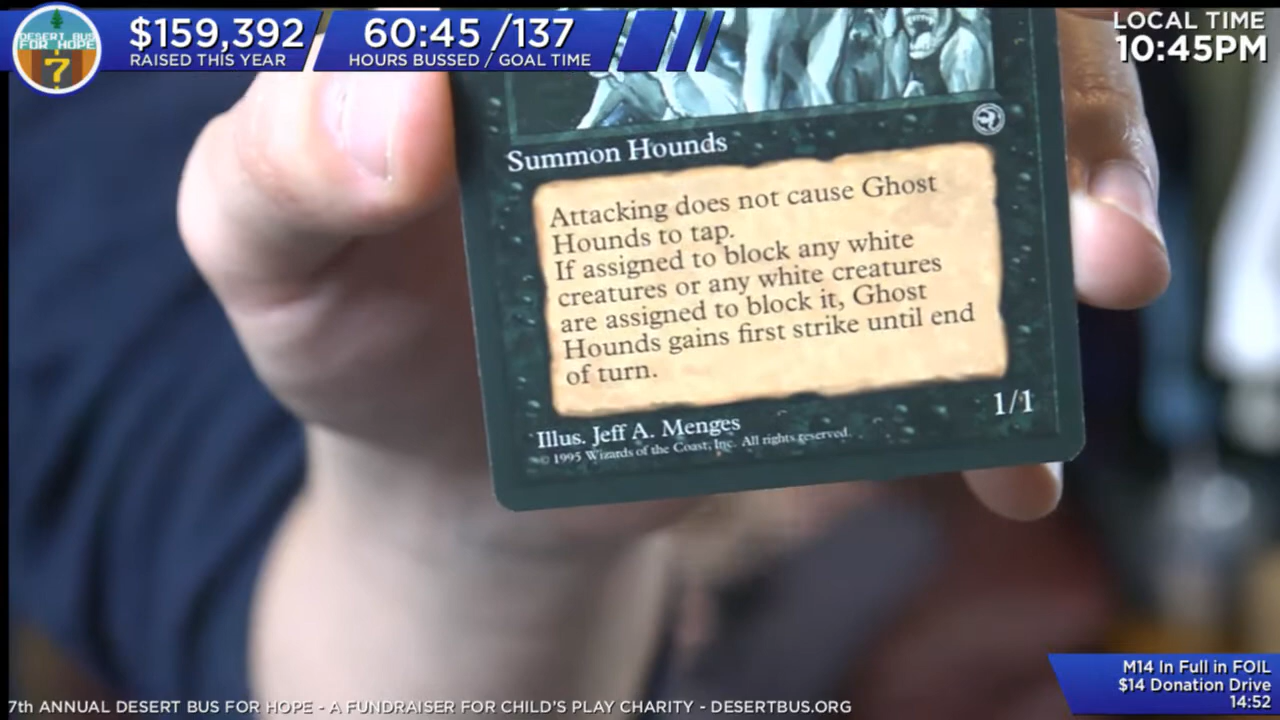 DESERT BUS
FOR HOPE
7
$159,392
RAISED THIS YEAR
60:45 /137
HOURS BUSSED / GOAL TIME
LOCAL TIME
10:45PM
Summon Hounds
Attacking does not cause Ghost
Hounds to tap.
If assigned to block any white
creatures or any white creatures
are assigned to block it, Ghost
Hounds gains first strike until end
of turn.
1/1
Illus. Jeff A. Menges
© 1995 Wizards of the Coast, Inc. All rights reserved.
M14 In Full in FOIL
$14 Donation Drive
14:52
7th ANNUAL DESERT BUS FOR HOPE - A FUNDRAISER FOR CHILD'S PLAY CHARITY - DESERTBUS.ORG